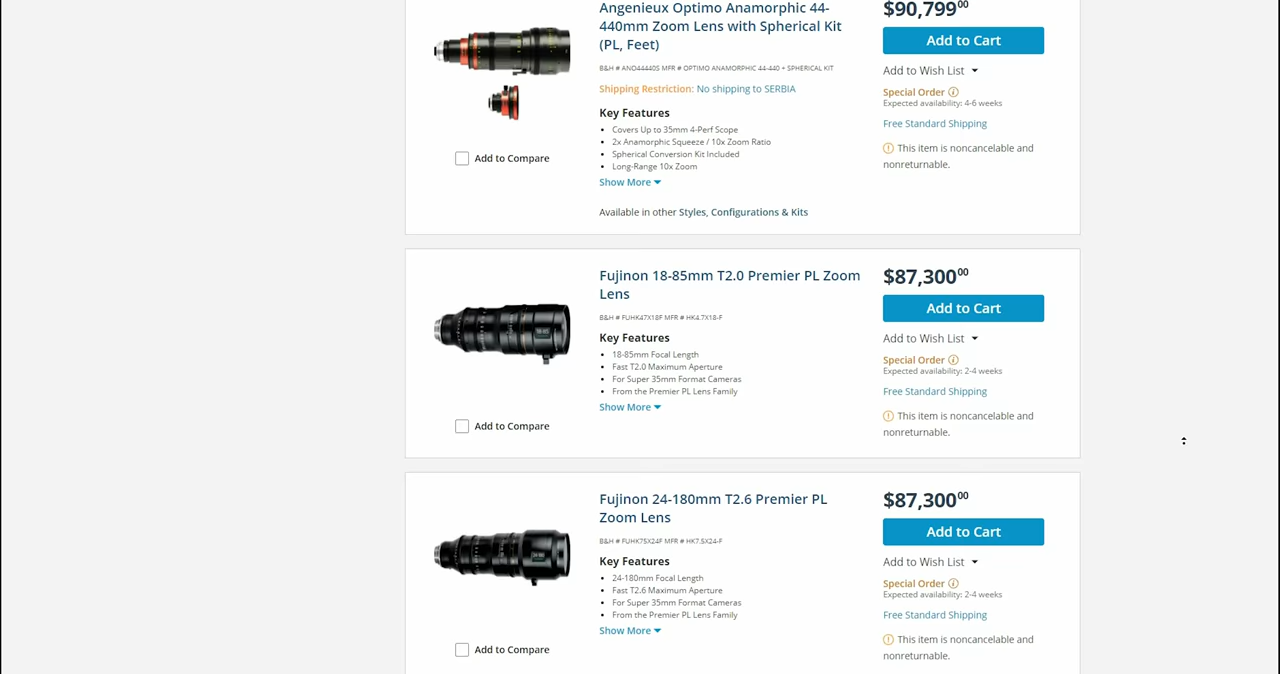 Angenieux Optimo Anamorphic 44-
440mm Zoom Lens with Spherical Kit
(PL, Feet)
B&H # ANO44440S MFR # OPTIMO ANAMORPHIC 44-440 + SPHERICAL KIT
Shipping Restriction: No shipping to SERBIA
Key Features
Covers Up to 35mm 4-Perf Scope
2x Anamorphic Squeeze / 10x Zoom Ratio
Spherical Conversion Kit Included
Long-Range 10x Zoom
Show More
Available in other Styles, Configurations & Kits
Add to Compare
$90,799.00
Add to Cart
Add to Wish List
Special Order
Expected availability: 4-6 weeks
Free Standard Shipping
This item is noncancelable and
nonreturnable.
Fujinon 18-85mm T2.0 Premier PL Zoom
Lens
B&H # FUHK47X18F MFR # HK4.7X18-F
Key Features
18-85mm Focal Length
Fast T2.0 Maximum Aperture
For Super 35mm Format Cameras
From the Premier PL Lens Family
Show More
Add to Compare
$87,300.00
Add to Cart
Add to Wish List
Special Order
Expected availability: 2-4 weeks
Free Standard Shipping
This item is noncancelable and
nonreturnable.
Fujinon 24-180mm T2.6 Premier PL
Zoom Lens
B&H # FUHK75X24F MFR # HK7.5X24-F
Key Features
24-180mm Focal Length
Fast T2.6 Maximum Aperture
For Super 35mm Format Cameras
From the Premier PL Lens Family
Show More
Add to Compare
$87,300.00
Add to Cart
Add to Wish List
Special Order
Expected availability: 2-4 weeks
Free Standard Shipping
This item is noncancelable and
nonreturnable.